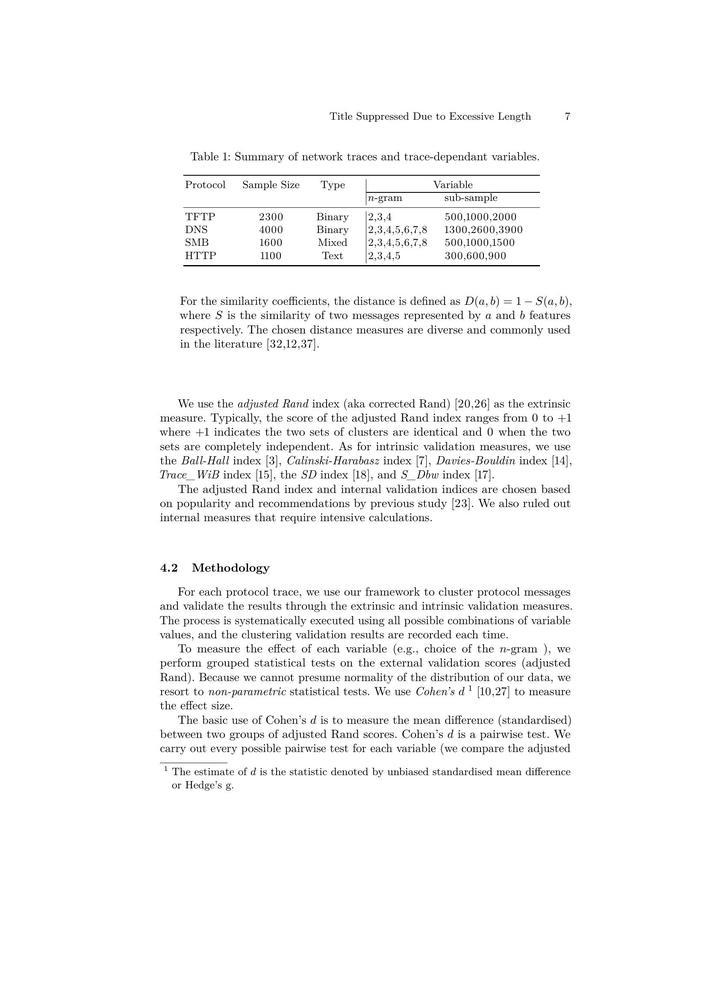 Title Suppressed Due to Excessive Length 7
Table 1: Summary of network traces and trace-dependant variables.
Protocol Sample Size Type Variable
n-gram sub-sample
TFTP 2300 Binary 2,3,4 500,1000,2000
DNS 4000 Binary 2,3,4,5,6,7,8 1300,2600,3900
SMB 1600 Mixed 2,3,4,5,6,7,8 500,1000,1500
HTTP 1100 Text 2,3,4,5 300,600,900
For the similarity coefficients, the distance is defined as D(a, b) = 1 − S(a, b),
where S is the similarity of two messages represented by a and b features
respectively. The chosen distance measures are diverse and commonly used
in the literature [32,12,37].
We use the adjusted Rand index (aka corrected Rand) [20,26] as the extrinsic
measure. Typically, the score of the adjusted Rand index ranges from 0 to +1
where +1 indicates the two sets of clusters are identical and 0 when the two
sets are completely independent. As for intrinsic validation measures, we use
the Ball-Hall index [3], Calinski-Harabasz index [7], Davies-Bouldin index [14],
Trace_WiB index [15], the SD index [18], and S_Dbw index [17].
The adjusted Rand index and internal validation indices are chosen based
on popularity and recommendations by previous study [23]. We also ruled out
internal measures that require intensive calculations.
4.2 Methodology
For each protocol trace, we use our framework to cluster protocol messages
and validate the results through the extrinsic and intrinsic validation measures.
The process is systematically executed using all possible combinations of variable
values, and the clustering validation results are recorded each time.
To measure the effect of each variable (e.g., choice of the n-gram ), we
perform grouped statistical tests on the external validation scores (adjusted
Rand). Because we cannot presume normality of the distribution of our data, we
resort to non-parametric statistical tests. We use Cohen's d 1 [10,27] to measure
the effect size.
The basic use of Cohen's d is to measure the mean difference (standardised)
between two groups of adjusted Rand scores. Cohen's d is a pairwise test. We
carry out every possible pairwise test for each variable (we compare the adjusted
1 The estimate of d is the statistic denoted by unbiased standardised mean difference
or Hedge's g.